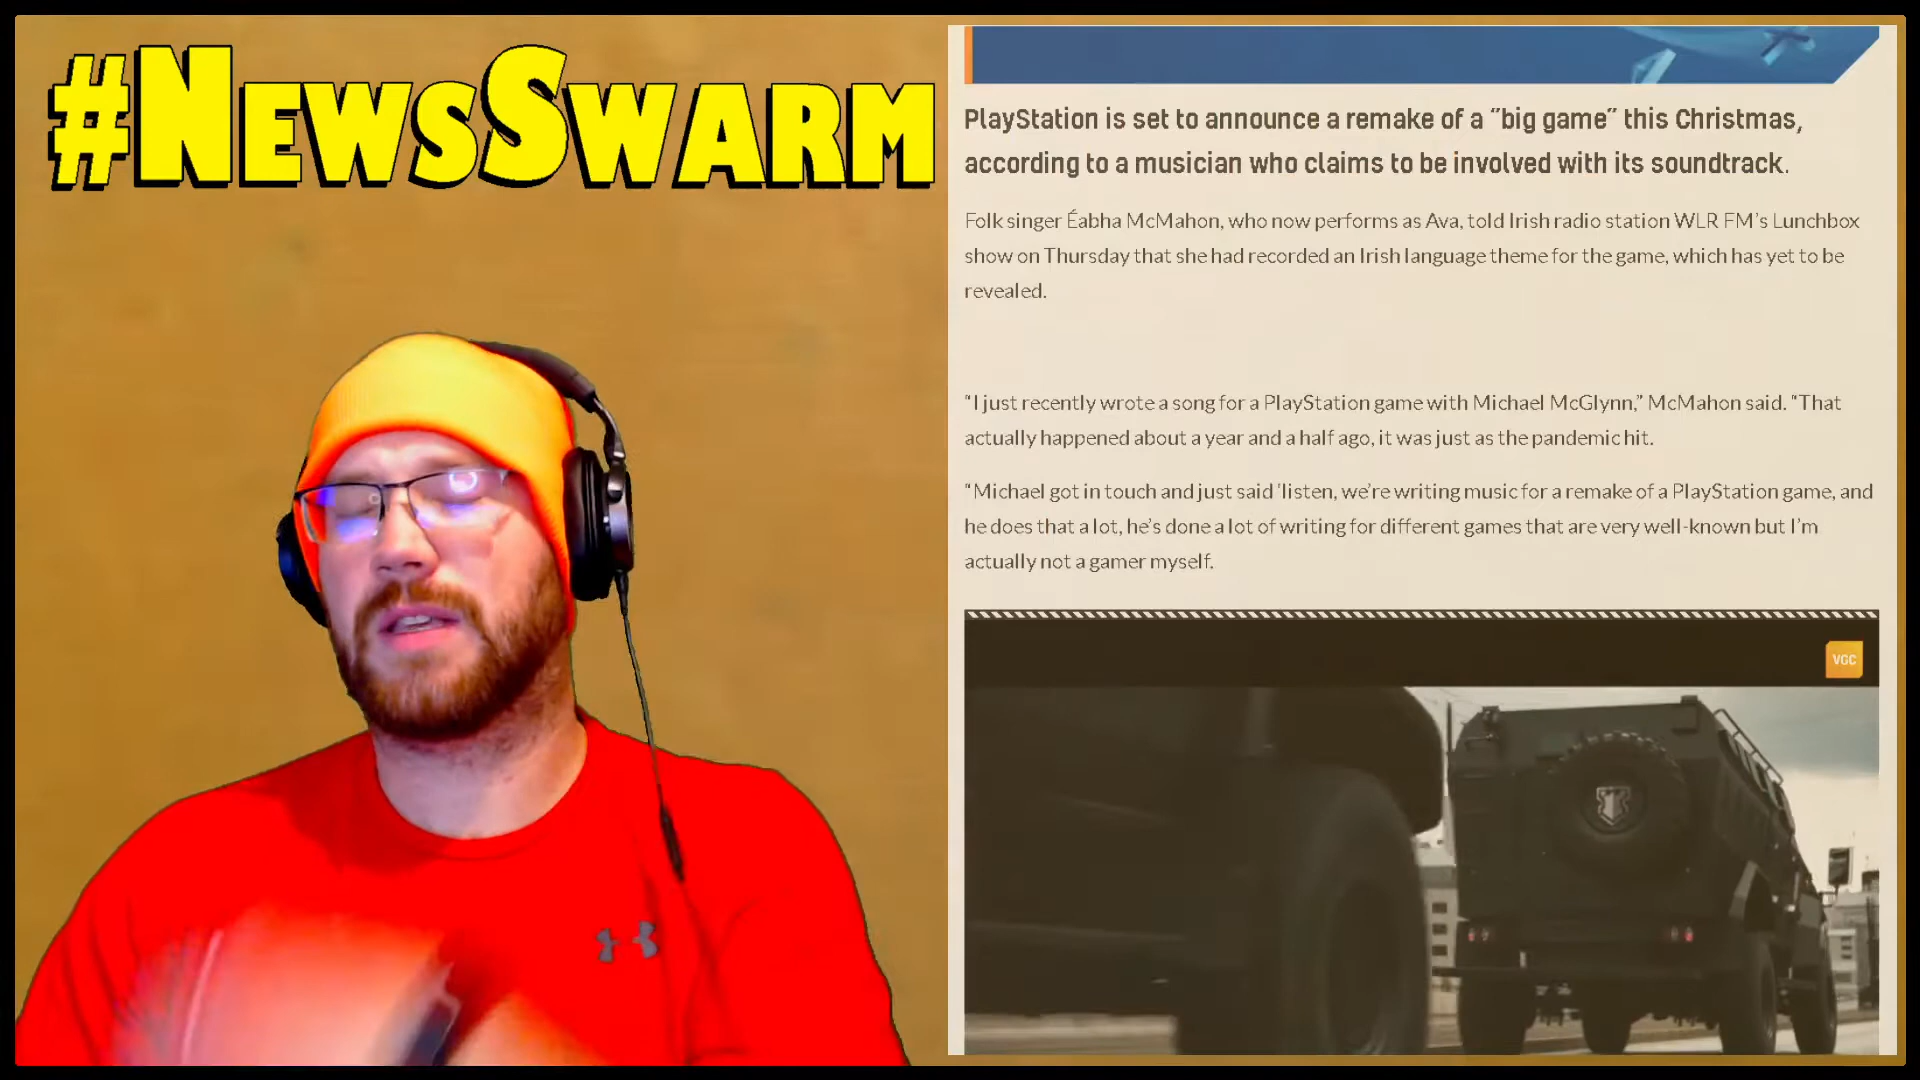 #NEWSSWARM
PlayStation is set to announce a remake of a “big game” this Christmas,
according to a musician who claims to be involved with its soundtrack.
Folk singer Éabha McMahon, who now performs as Ava, told Irish radio station WLR FM’s Lunchbox
show on Thursday that she had recorded an Irish language theme for the game, which has yet to be
revealed.
“I just recently wrote a song for a PlayStation game with Michael McGlynn,” McMahon said. “That
actually happened about a year and a half ago, it was just as the pandemic hit.
“Michael got in touch and just said ‘listen, we’re writing music for a remake of a PlayStation game, and
he does that a lot, he’s done a lot of writing for different games that are very well-known but I’m
actually not a gamer myself.
VGC